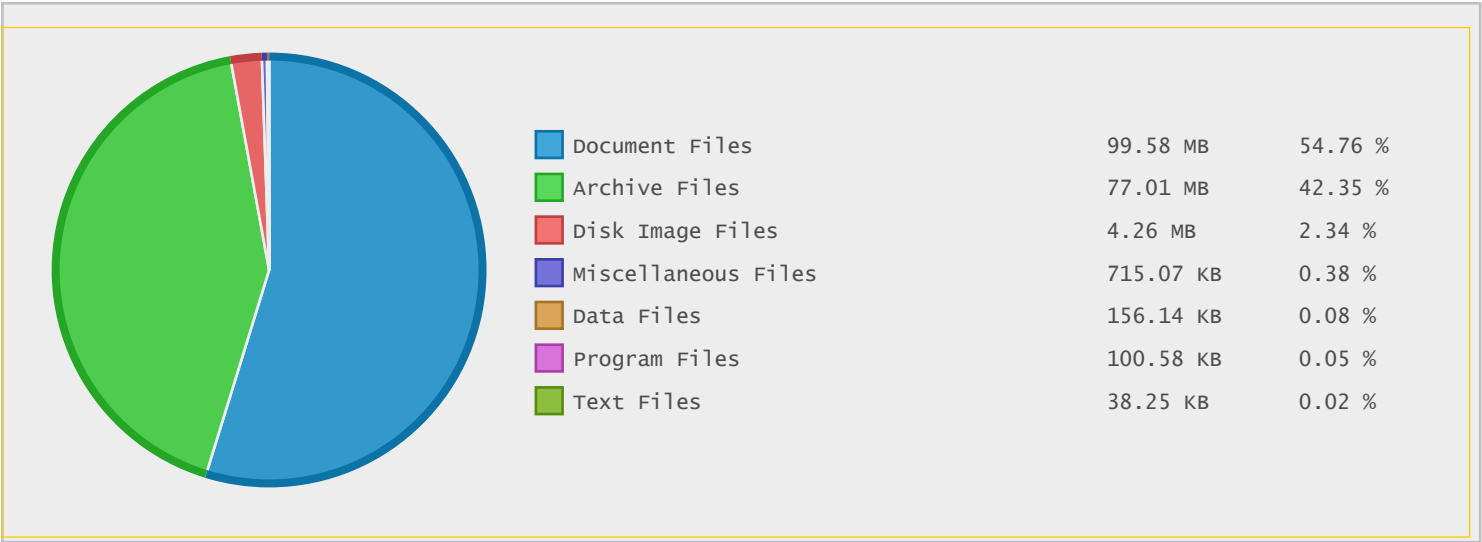 Document Files 99.58 MB 54.76 %
Archive Files 77.01 MB 42.35 %
Disk Image Files 4.26 MB 2.34 %
Miscellaneous Files 715.07 KB 0.38 %
Data Files 156.14 KB 0.08 %
Program Files 100.58 KB 0.05 %
Text Files 38.25 KB 0.02 %